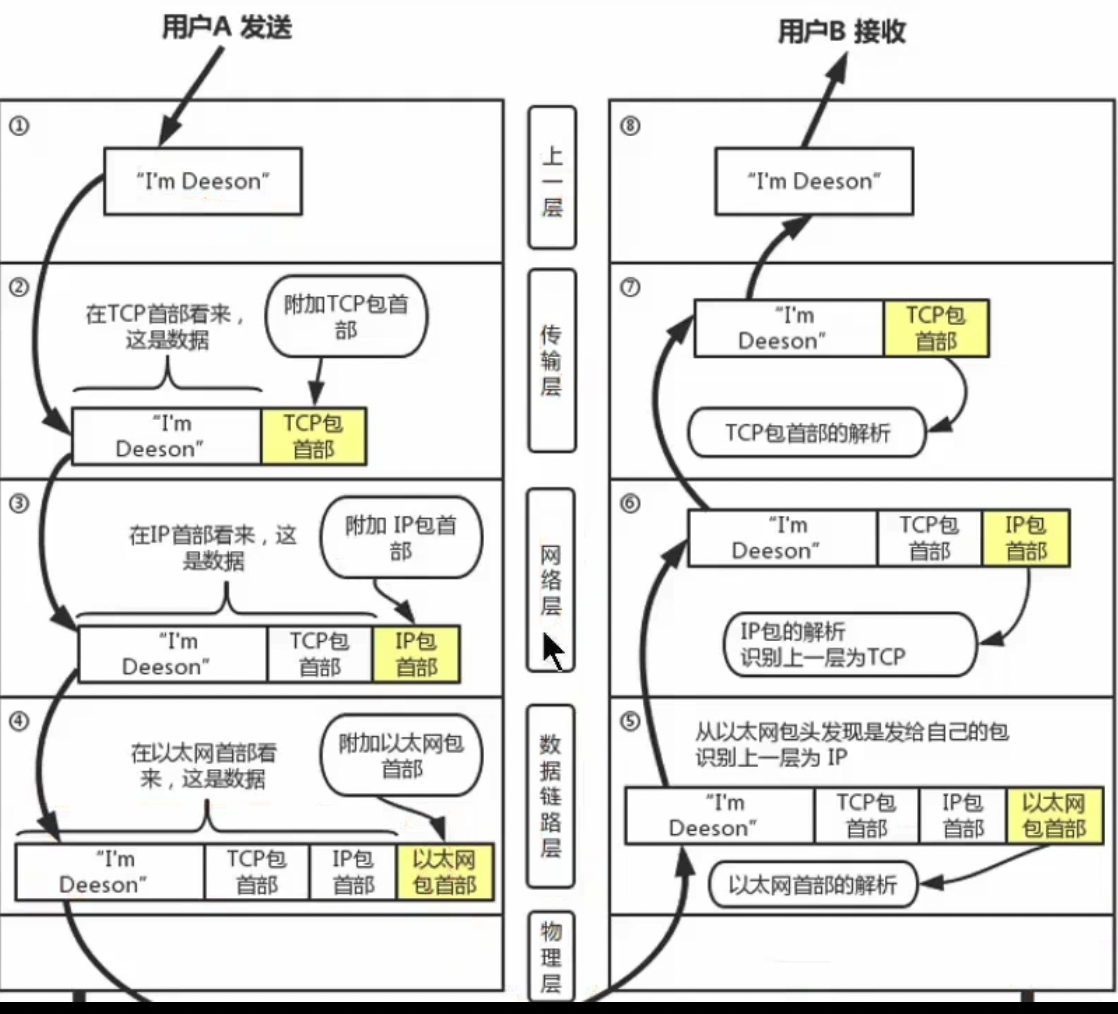 用户A 发送
①
“I'm Deeson”
②
在TCP首部看来，
这是数据
附加TCP包首
部
“I'm
Deeson”
TCP包
首部
③
在IP首部看来，这
是数据
附加 IP包首
部
“I'm
Deeson”
TCP包
首部
IP包
首部
④
在以太网首部看
来，这是数据
附加以太网包
首部
“I'm
Deeson”
TCP包
首部
IP包
首部
以太网
包首部
上一层
传输层
网络层
数据链路层
物理层
用户B 接收
⑧
“I'm Deeson”
⑦
“I'm
Deeson”
TCP包
首部
TCP包首部的解析
⑥
“I'm
Deeson”
TCP包
首部
IP包
首部
IP包的解析
识别上一层为TCP
⑤
从以太网包头发现是发给自己的包
识别上一层为 IP
“I'm
Deeson”
TCP包
首部
IP包
首部
以太网
包首部
以太网首部的解析